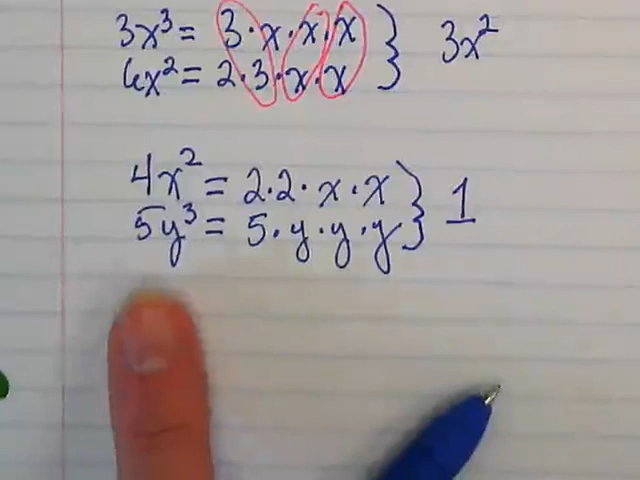 3x³ = 3·x·x·x } 3x²
6x² = 2·3·x·x
4x² = 2·2·x·x } 1
5y³ = 5·y·y·y